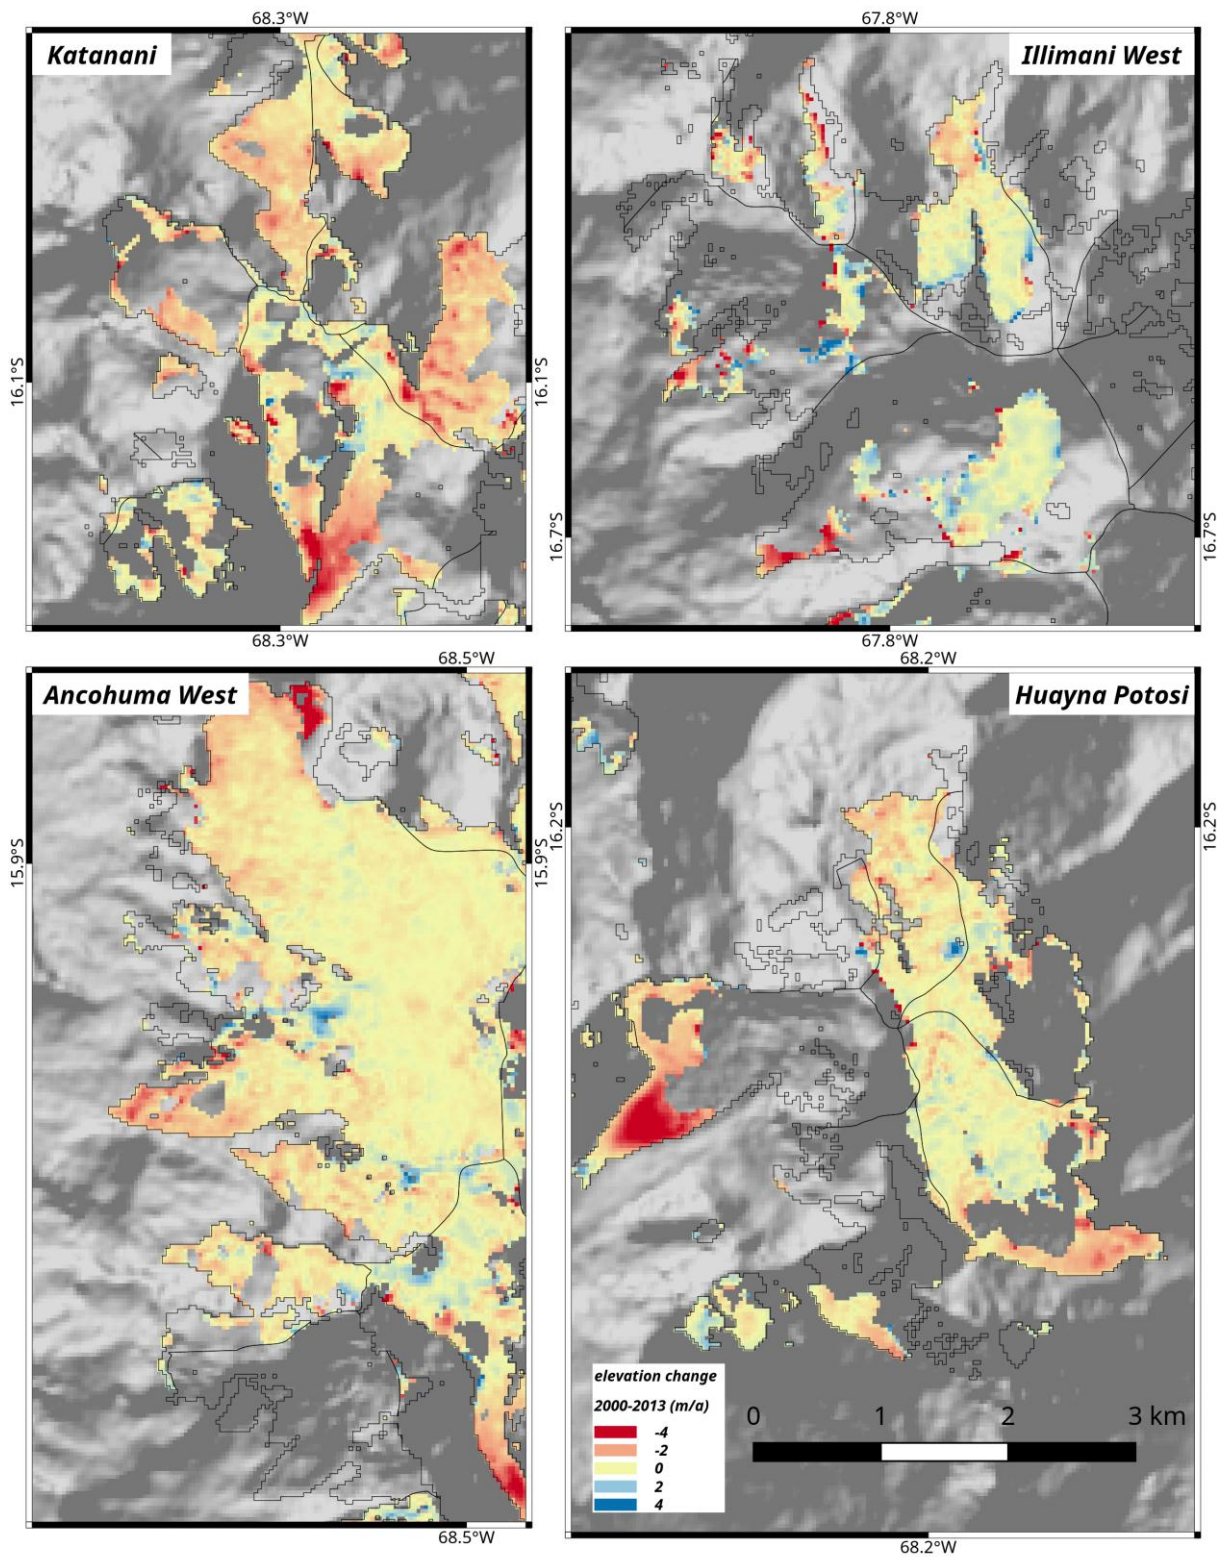 68.3°W
67.8°W
Katanani
Illimani West
16.1°S
16.1°S
16.7°S
16.7°S
68.3°W
67.8°W
68.5°W
68.2°W
Ancohuma West
Huayna Potosi
15.9°S
15.9°S
16.2°S
16.2°S
elevation change
2000-2013 (m/a)
-4
-2
0
2
4
0 1 2 3 km
68.5°W
68.2°W